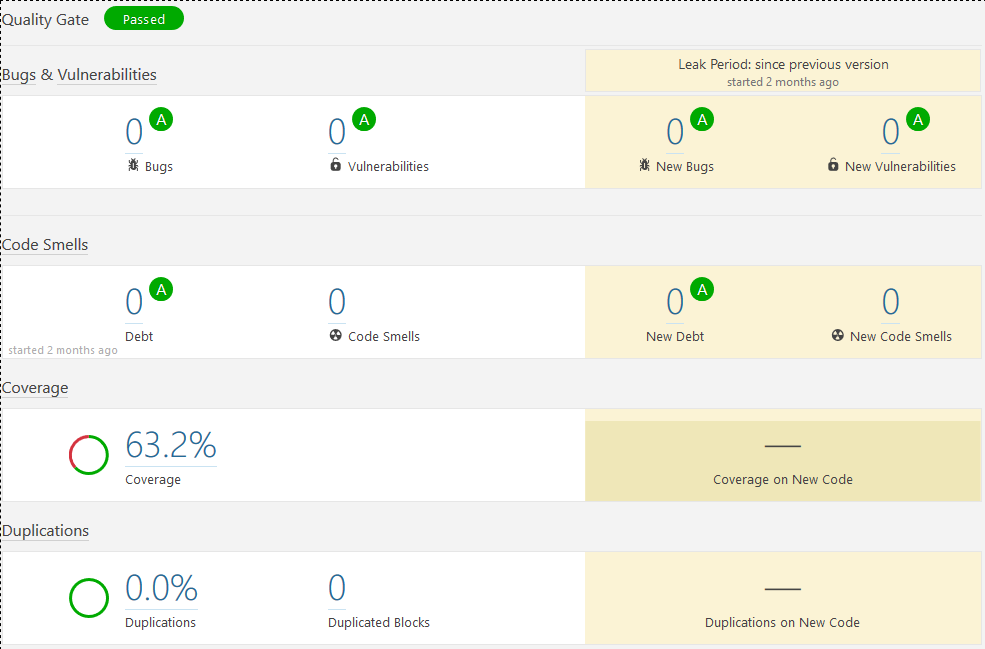 Quality Gate Passed
Bugs & Vulnerabilities
Leak Period: since previous version
started 2 months ago
0 A 0 A 0 A 0 A
Bugs Vulnerabilities New Bugs New Vulnerabilities
Code Smells
0 A 0 0 A 0
Debt Code Smells New Debt New Code Smells
started 2 months ago
Coverage
63.2% —
Coverage Coverage on New Code
Duplications
0.0% 0 —
Duplications Duplicated Blocks Duplications on New Code